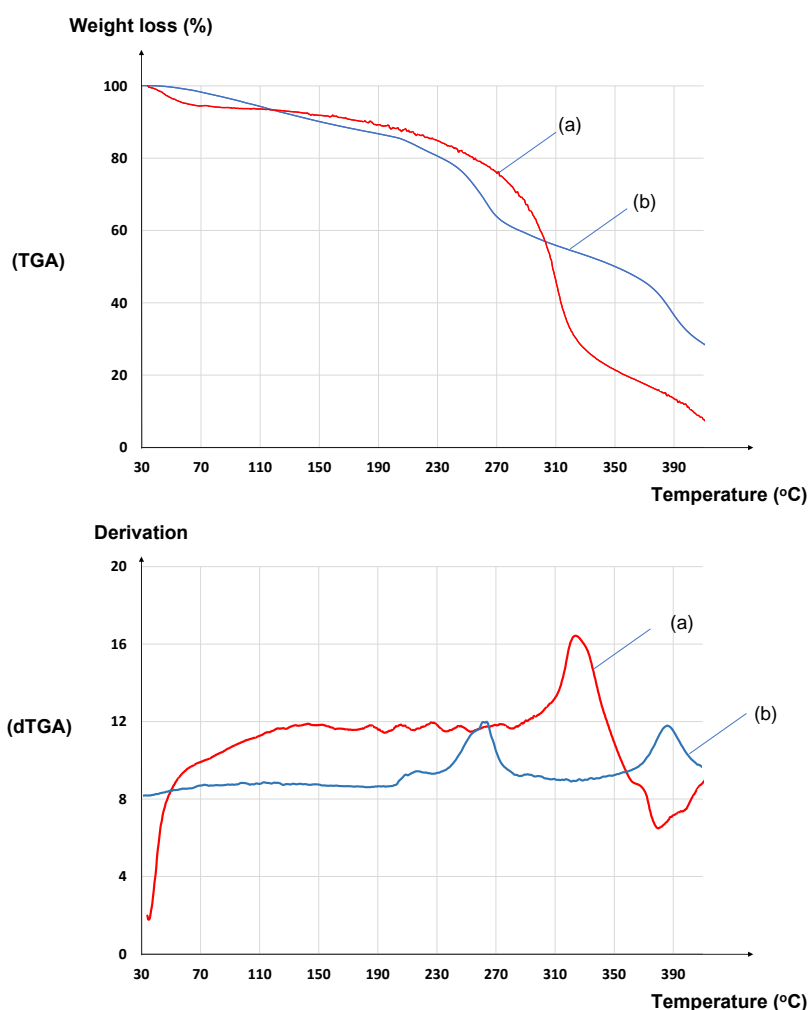 Weight loss (%)
100
(a)
80
(b)
60
(TGA)
40
20
0
30 70 110 150 190 230 270 310 350 390
Temperature (ºC)
Derivation
20
16
(a)
(b)
12
(dTGA)
8
4
0
30 70 110 150 190 230 270 310 350 390
Temperature (ºC)